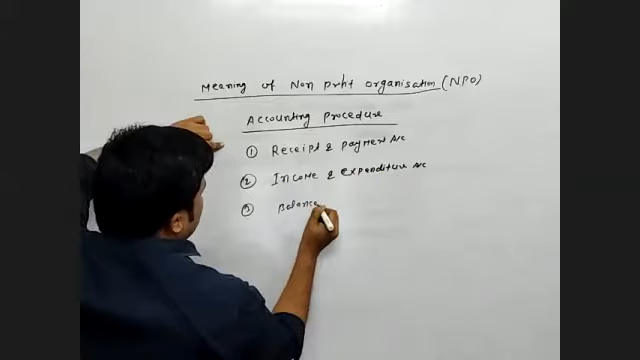 Meaning of Non Profit Organisation (NPO)
Accounting Procedure
① Receipt & Payment A/c
② Income & Expenditure A/c
③ Balance